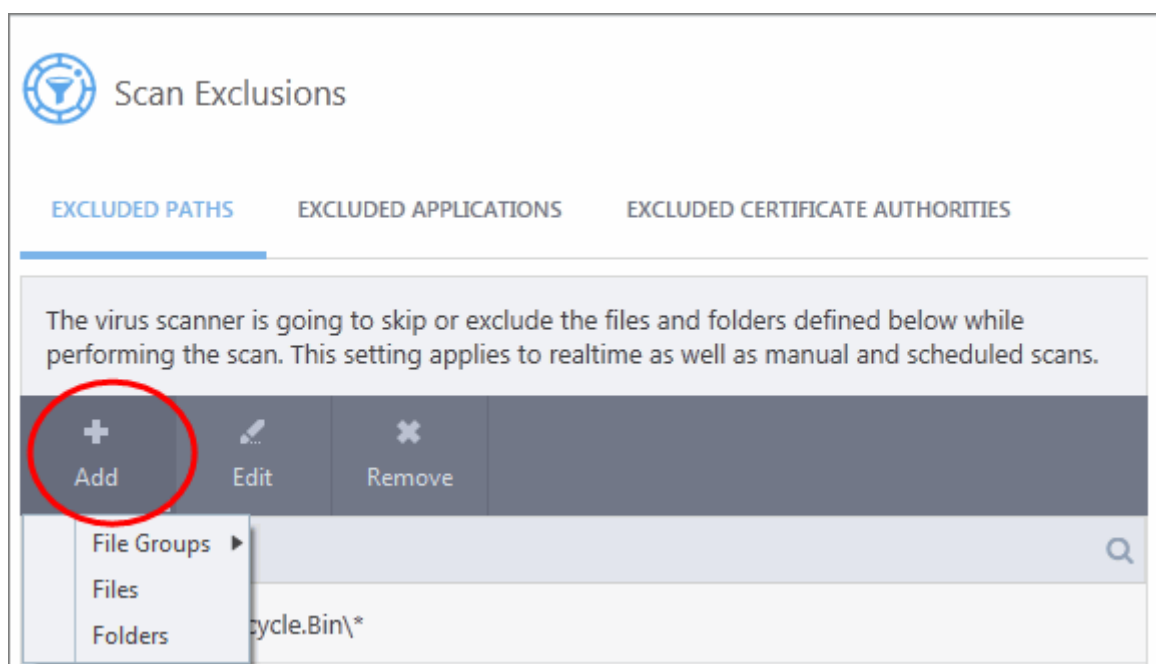 Scan Exclusions
EXCLUDED PATHS EXCLUDED APPLICATIONS EXCLUDED CERTIFICATE AUTHORITIES
The virus scanner is going to skip or exclude the files and folders defined below while
performing the scan. This setting applies to realtime as well as manual and scheduled scans.
Add Edit Remove
File Groups
Files
Folders
cycle.Bin\*